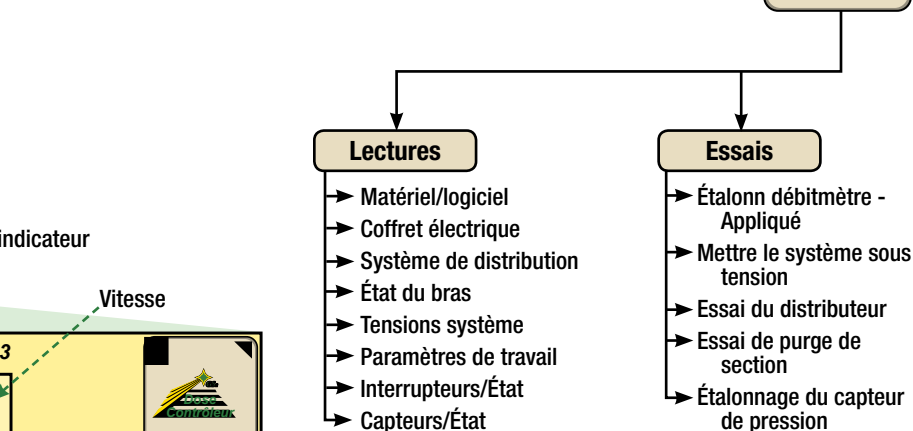 Lectures
Matériel/logiciel
Coffret électrique
Système de distribution
État du bras
Tensions système
Paramètres de travail
Interrupteurs/État
Capteurs/État
Essais
Étalonn débitmètre -
Appliqué
Mettre le système sous
tension
Essai du distributeur
Essai de purge de
section
Étalonnage du capteur
de pression
indicateur
Vitesse
3
Dose
Contrôleur